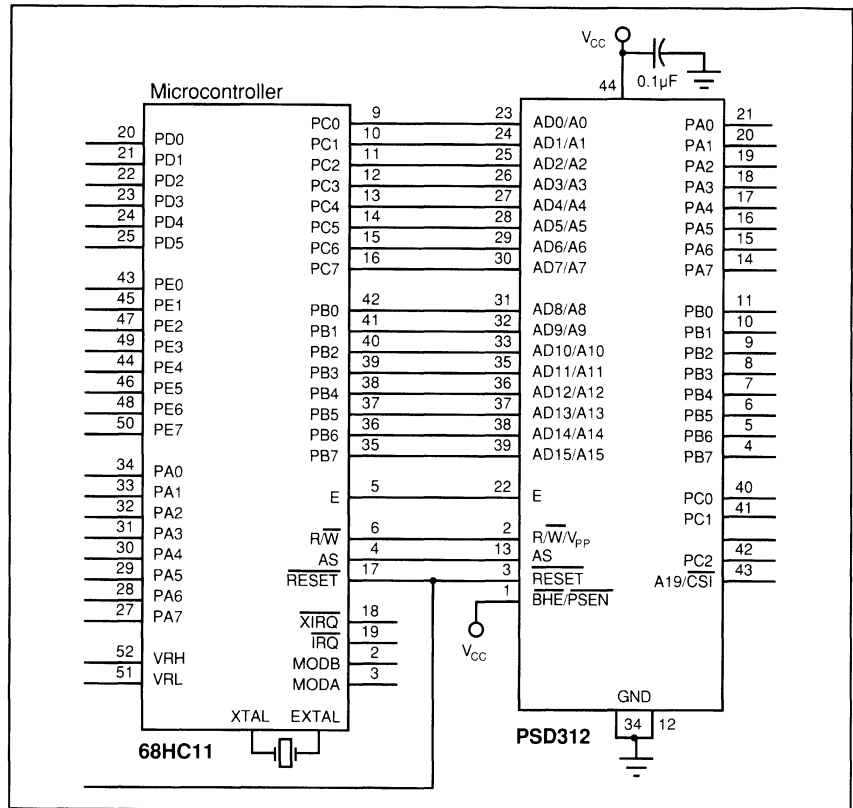 V_CC
0.1µF
44
Microcontroller
9 23
PC0 AD0/A0
10 24
PC1 AD1/A1
11 25
PC2 AD2/A2
12 26
PC3 AD3/A3
13 27
PC4 AD4/A4
14 28
PC5 AD5/A5
15 29
PC6 AD6/A6
16 30
PC7 AD7/A7
20 PD0
21 PD1
22 PD2
23 PD3
24 PD4
25 PD5
43 PE0
45 PE1
47 PE2
49 PE3
44 PE4
46 PE5
48 PE6
50 PE7
34 PA0
33 PA1
32 PA2
31 PA3
30 PA4
29 PA5
28 PA6
27 PA7
52 VRH
51 VRL
PB0 42 31 AD8/A8
PB1 41 32 AD9/A9
PB2 40 33 AD10/A10
PB3 39 35 AD11/A11
PB4 38 36 AD12/A12
PB5 37 37 AD13/A13
PB6 36 38 AD14/A14
PB7 35 39 AD15/A15
E 5 22 E
R/W̅ 6 2 R/W̅/V_PP
AS 4 13 AS
R̅E̅S̅E̅T̅ 17 3 R̅E̅S̅E̅T̅
1 B̅H̅E̅/P̅S̅E̅N̅
X̅I̅R̅Q̅ 18
I̅R̅Q̅ 19
MODB 2
MODA 3
V_CC
XTAL EXTAL
68HC11
PA0 21
PA1 20
PA2 19
PA3 18
PA4 17
PA5 16
PA6 15
PA7 14
PB0 11
PB1 10
PB2 9
PB3 8
PB4 7
PB5 6
PB6 5
PB7 4
PC0 40
PC1 41
PC2 42
A19/C̅S̅I̅ 43
GND
34 12
PSD312